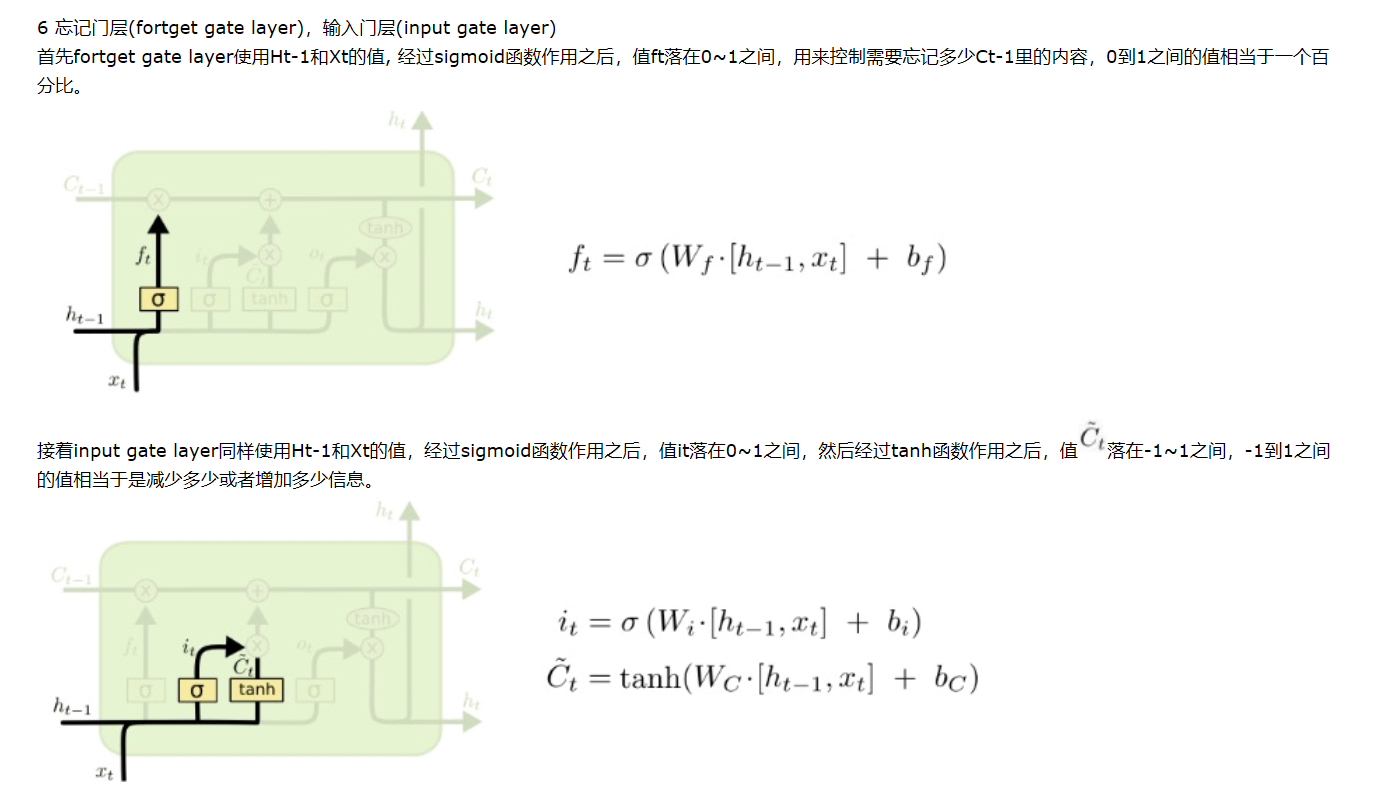 6 忘记门层(fortget gate layer)，输入门层(input gate layer)
首先fortget gate layer使用Ht-1和Xt的值, 经过sigmoid函数作用之后，值ft落在0~1之间，用来控制需要忘记多少Ct-1里的内容，0到1之间的值相当于一个百
分比。
hₜ
Cₜ₋₁
Cₜ
× +
tanh
fₜ iₜ × oₜ ×
C̃ₜ
σ σ tanh σ
hₜ₋₁
hₜ
xₜ
fₜ = σ (W_f·[hₜ₋₁, xₜ] + b_f)
接着input gate layer同样使用Ht-1和Xt的值，经过sigmoid函数作用之后，值it落在0~1之间，然后经过tanh函数作用之后，值C̃ₜ落在-1~1之间，-1到1之间
的值相当于是减少多少或者增加多少信息。
hₜ
Cₜ₋₁
Cₜ
× +
tanh
fₜ iₜ × oₜ ×
C̃ₜ
σ σ tanh σ
hₜ₋₁
hₜ
xₜ
iₜ = σ (Wᵢ·[hₜ₋₁, xₜ] + bᵢ)
C̃ₜ = tanh(W_C·[hₜ₋₁, xₜ] + b_C)